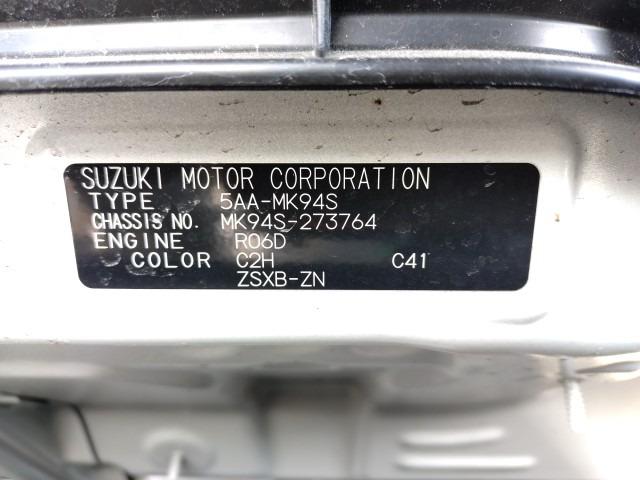 SUZUKI MOTOR CORPORATION
TYPE 5AA-MK94S
CHASSIS NO. MK94S-273764
ENGINE R06D
COLOR C2H C41
ZSXB-ZN